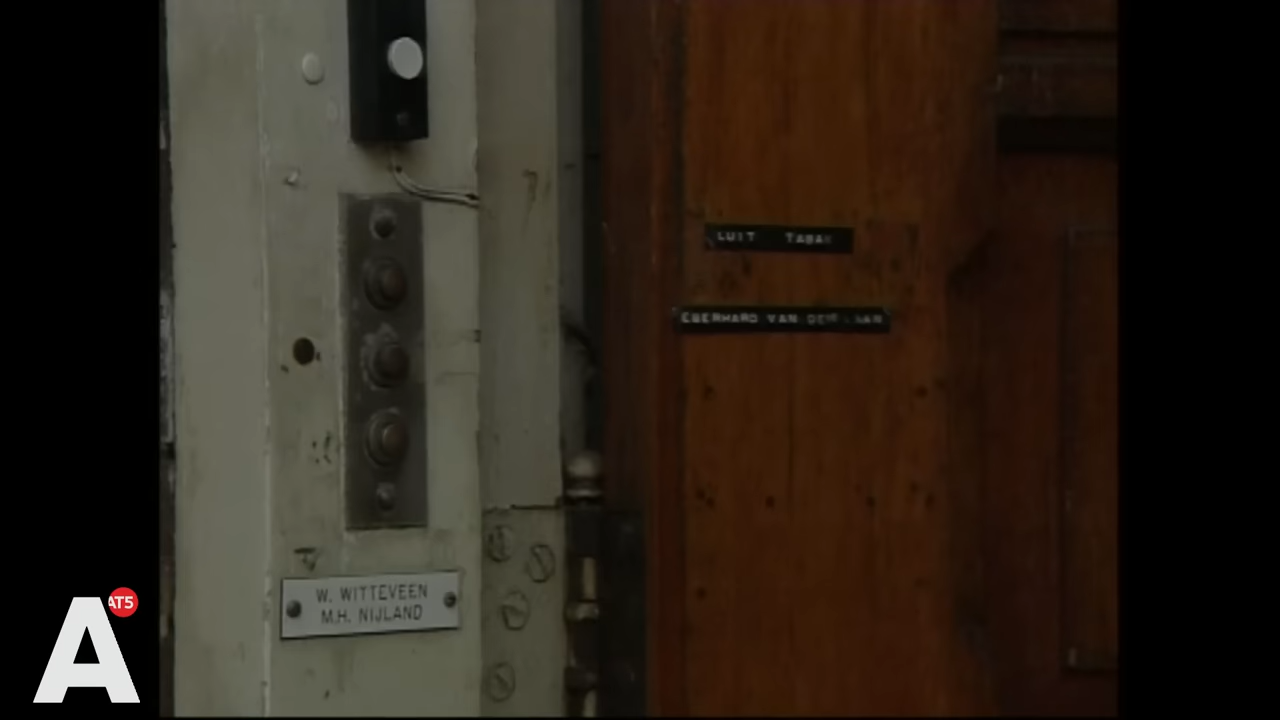 LUIT TABAK
EBERHARD VAN DER LAAN
W. WITTEVEEN
M.H. NIJLAND
A
AT5